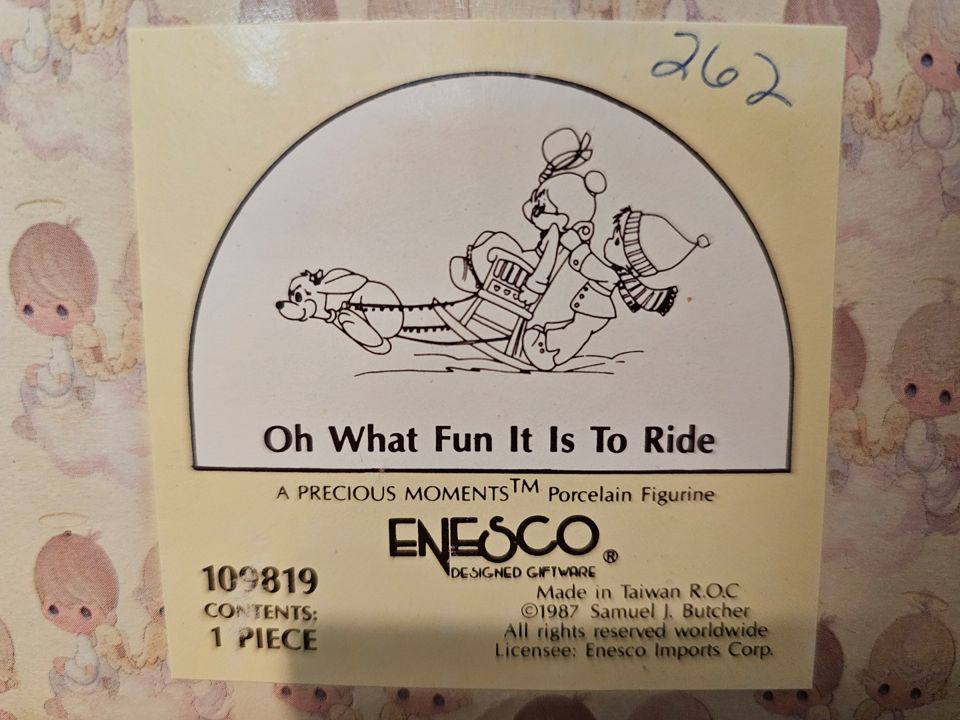 262
Oh What Fun It Is To Ride
A PRECIOUS MOMENTS™ Porcelain Figurine
ENESCO®
DESIGNED GIFTWARE
109819
CONTENTS:
1 PIECE
Made in Taiwan R.O.C
©1987 Samuel J. Butcher
All rights reserved worldwide
Licensee: Enesco Imports Corp.